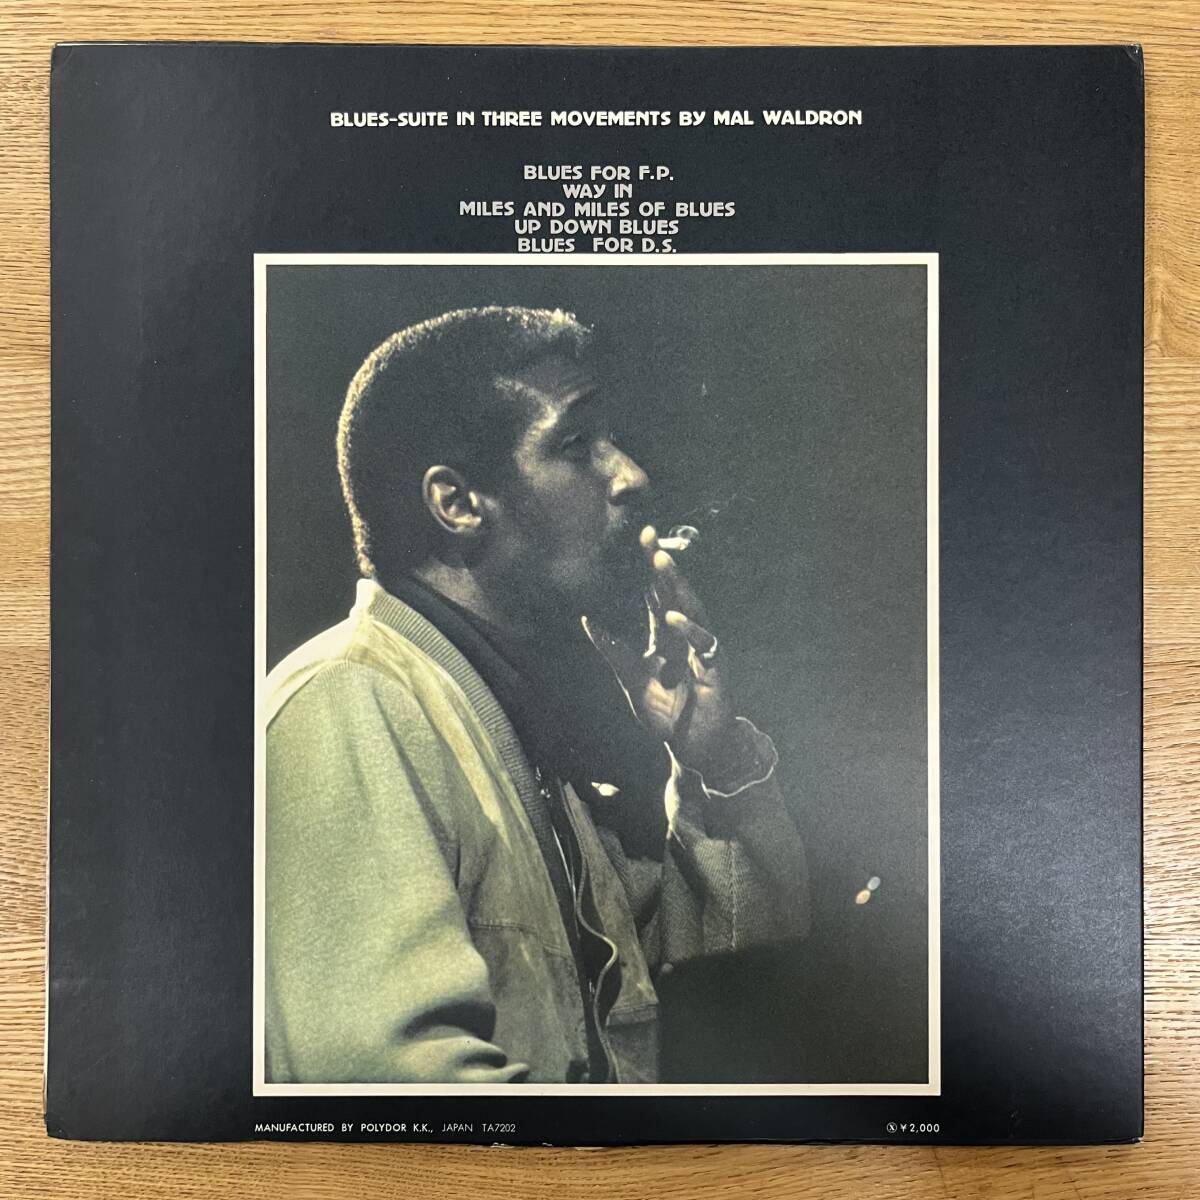 BLUES-SUITE IN THREE MOVEMENTS BY MAL WALDRON
BLUES FOR F.P.
WAY IN
MILES AND MILES OF BLUES
UP DOWN BLUES
BLUES FOR D.S.
MANUFACTURED BY POLYDOR K.K., JAPAN TA7202
Ⓧ ¥2,000